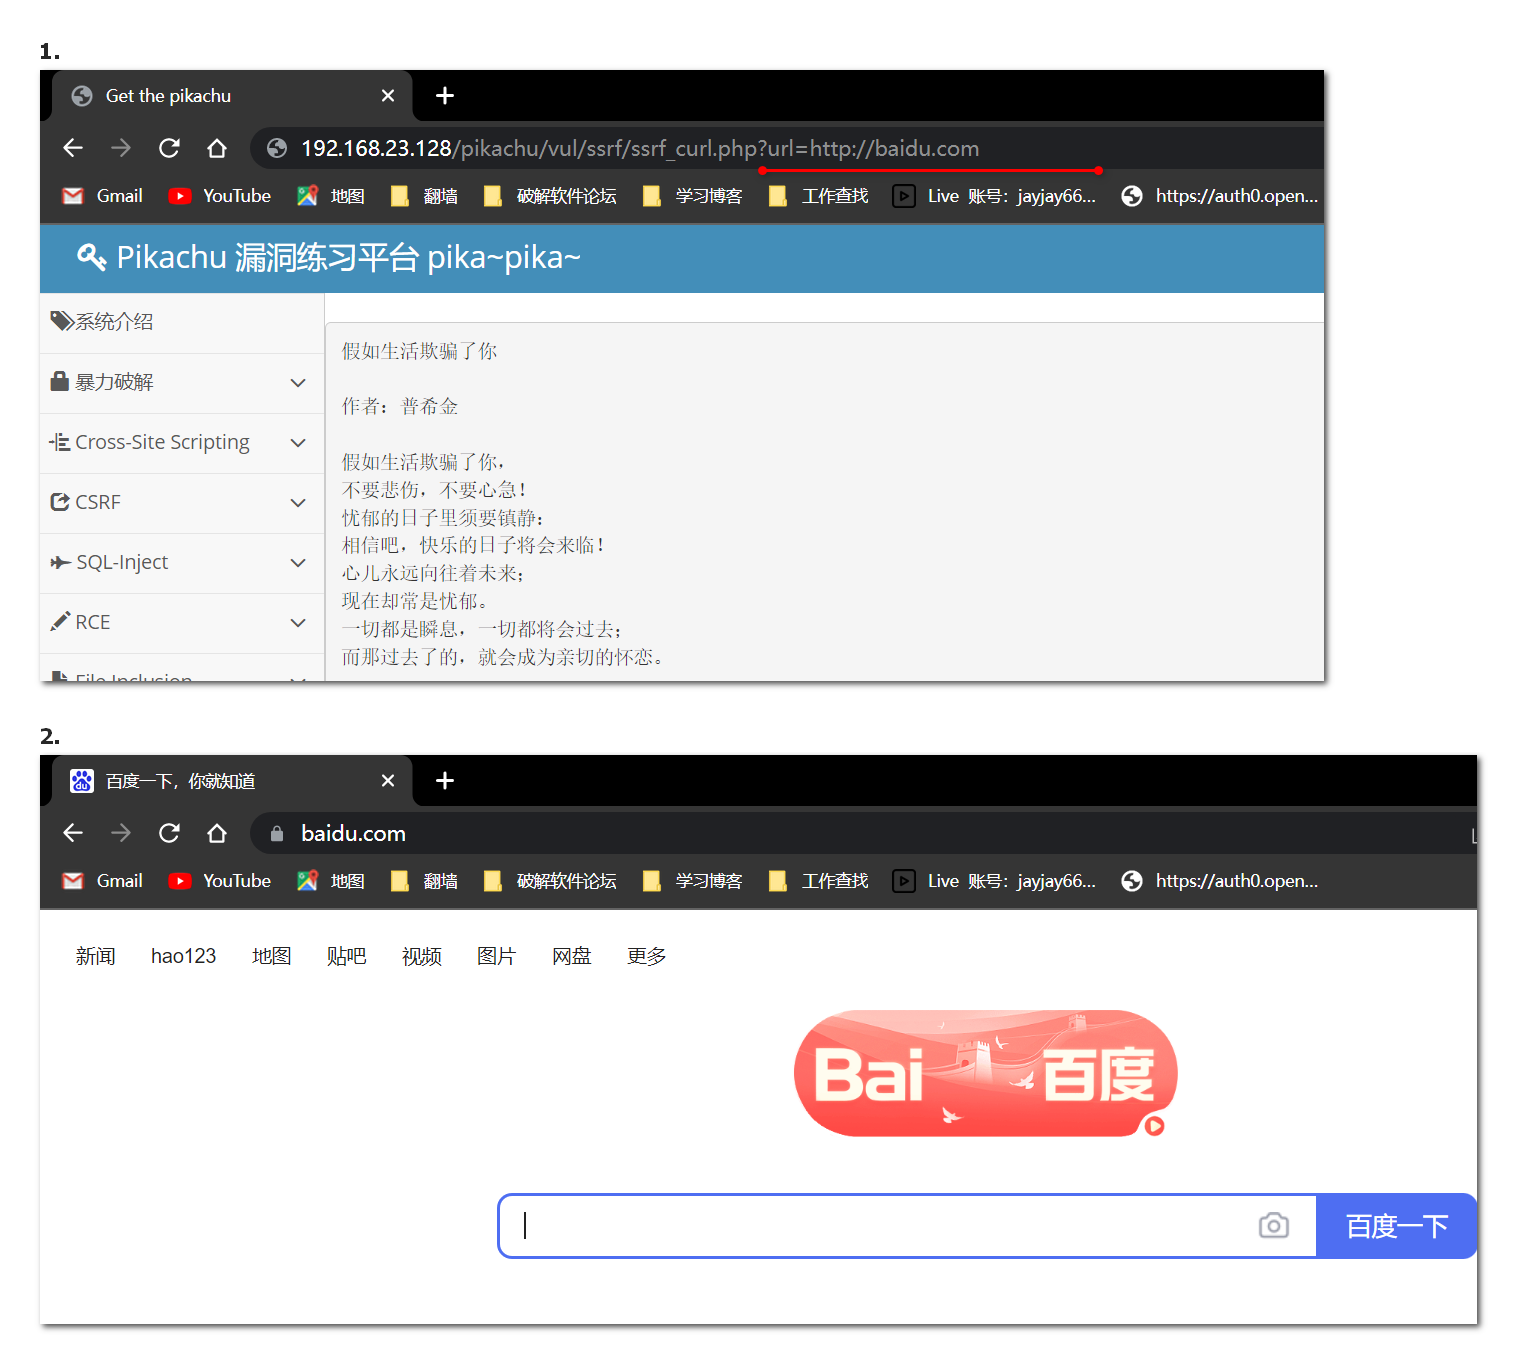 1.
Get the pikachu
192.168.23.128/pikachu/vul/ssrf/ssrf_curl.php?url=http://baidu.com
Gmail YouTube 地图 翻墙 破解软件论坛 学习博客 工作查找 Live 账号：jayjay66... https://auth0.open...
Pikachu 漏洞练习平台 pika~pika~
系统介绍
暴力破解
Cross-Site Scripting
CSRF
SQL-Inject
RCE
File Inclusion
假如生活欺骗了你
作者：普希金
假如生活欺骗了你，
不要悲伤，不要心急！
忧郁的日子里须要镇静：
相信吧，快乐的日子将会来临！
心儿永远向往着未来；
现在却常是忧郁。
一切都是瞬息，一切都将会过去；
而那过去了的，就会成为亲切的怀恋。
2.
百度一下，你就知道
baidu.com
Gmail YouTube 地图 翻墙 破解软件论坛 学习博客 工作查找 Live 账号：jayjay66... https://auth0.open...
新闻 hao123 地图 贴吧 视频 图片 网盘 更多
Bai 百度
百度一下